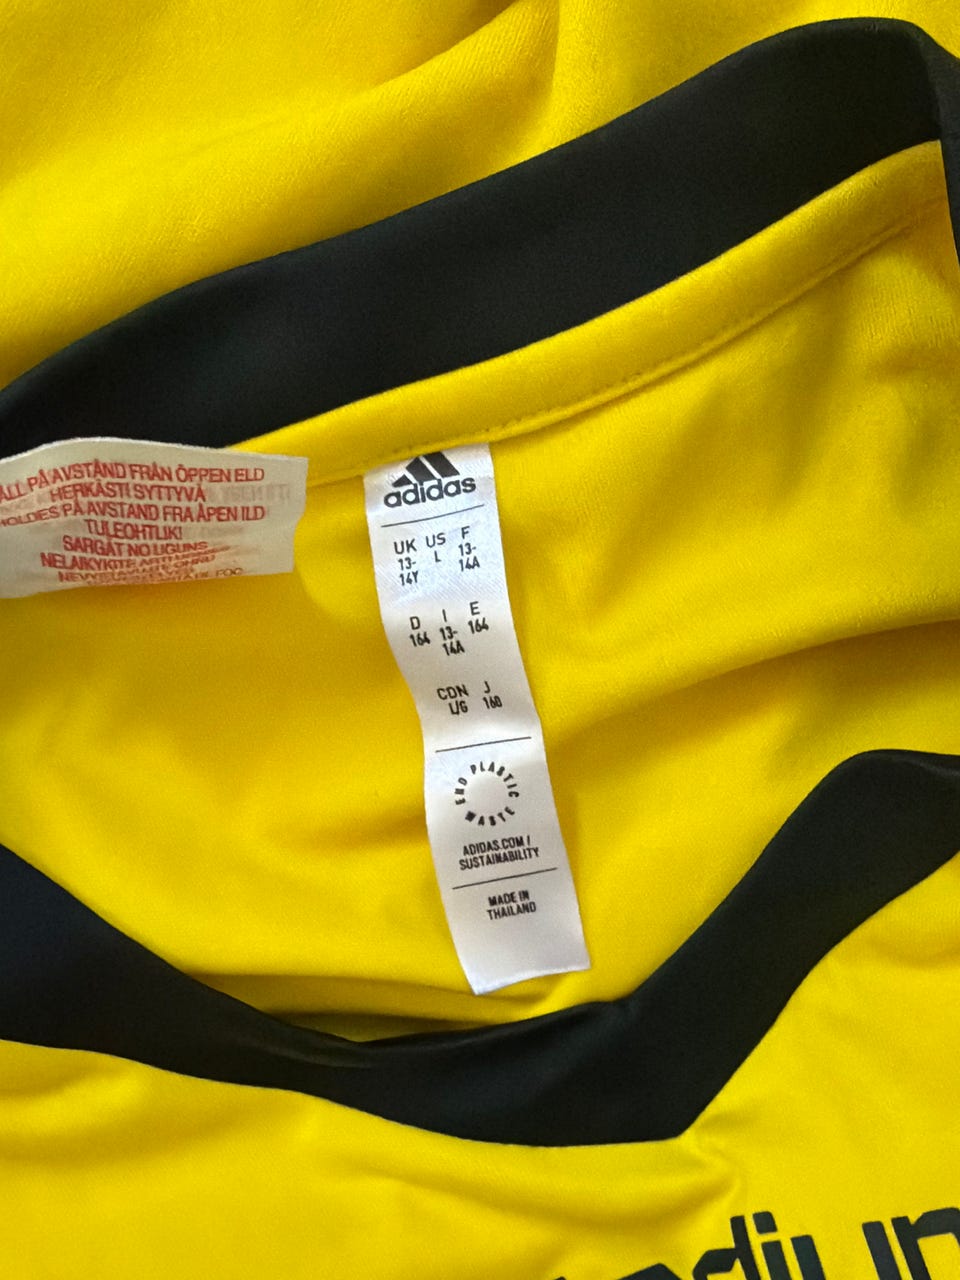 ÅLL PÅ AVSTÅND FRÅN ÖPPEN ELD
HERKÄSTI SYTTYVÄ
HOLDES PÅ AVSTAND FRA ÅPEN ILD
TULEOHTLIK!
SARGĀT NO UGUNS
adidas
UK US F
13-14Y L 13-14A
D I E
164 13-14A 164
CDN J
L/G 160
END PLASTIC WASTE
ADIDAS.COM/
SUSTAINABILITY
MADE IN
THAILAND